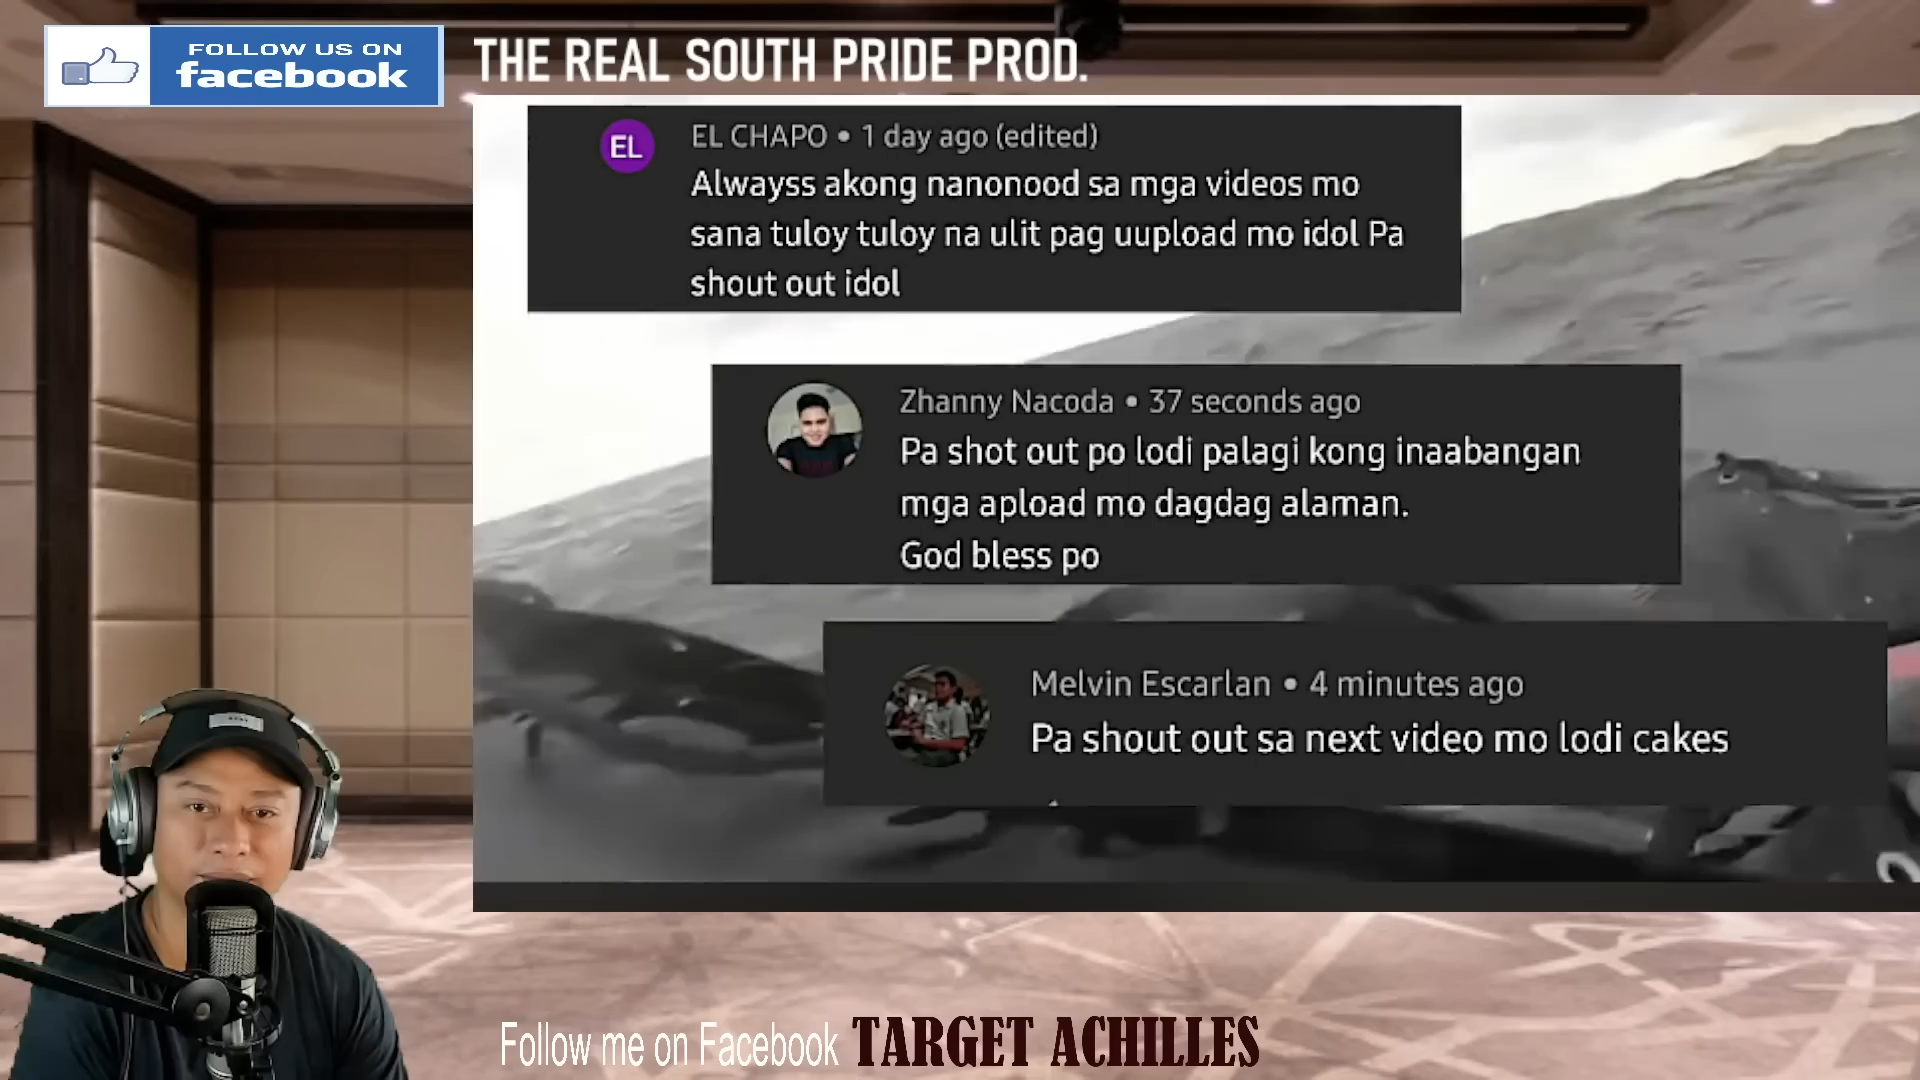 FOLLOW US ON
facebook
THE REAL SOUTH PRIDE PROD.
EL
EL CHAPO • 1 day ago (edited)
Alwayss akong nanonood sa mga videos mo
sana tuloy tuloy na ulit pag uupload mo idol Pa
shout out idol
Zhanny Nacoda • 37 seconds ago
Pa shot out po lodi palagi kong inaabangan
mga apload mo dagdag alaman.
God bless po
Melvin Escarlan • 4 minutes ago
Pa shout out sa next video mo lodi cakes
Follow me on Facebook TARGET ACHILLES